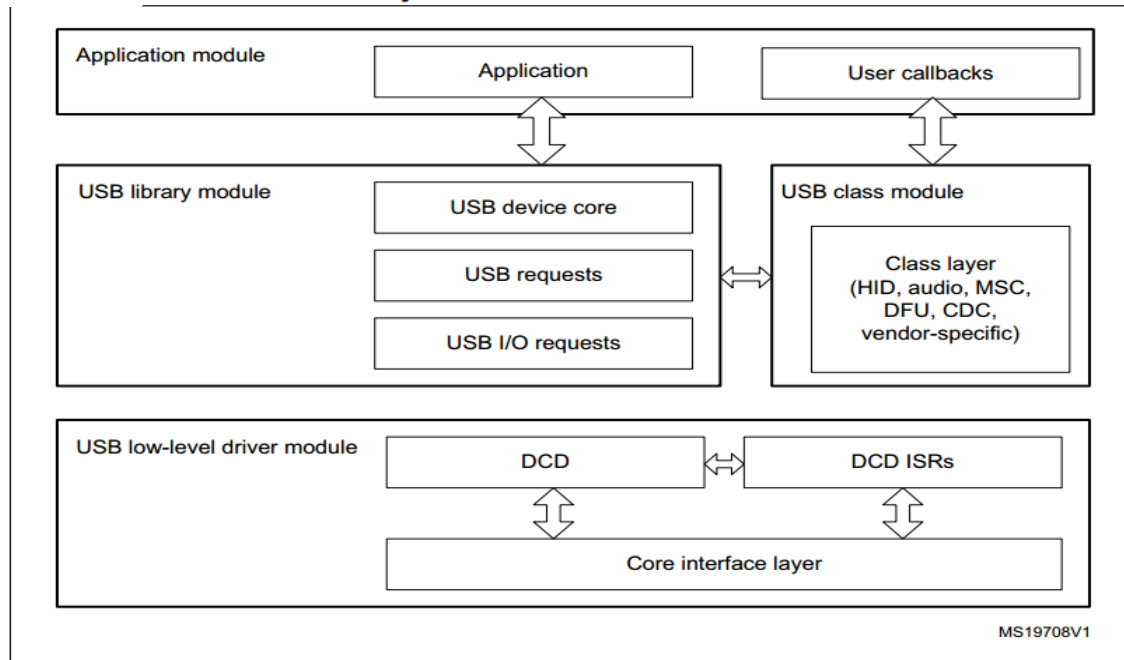 Application module
Application
User callbacks
USB library module
USB device core
USB requests
USB I/O requests
USB class module
Class layer
(HID, audio, MSC,
DFU, CDC,
vendor-specific)
USB low-level driver module
DCD
DCD ISRs
Core interface layer
MS19708V1